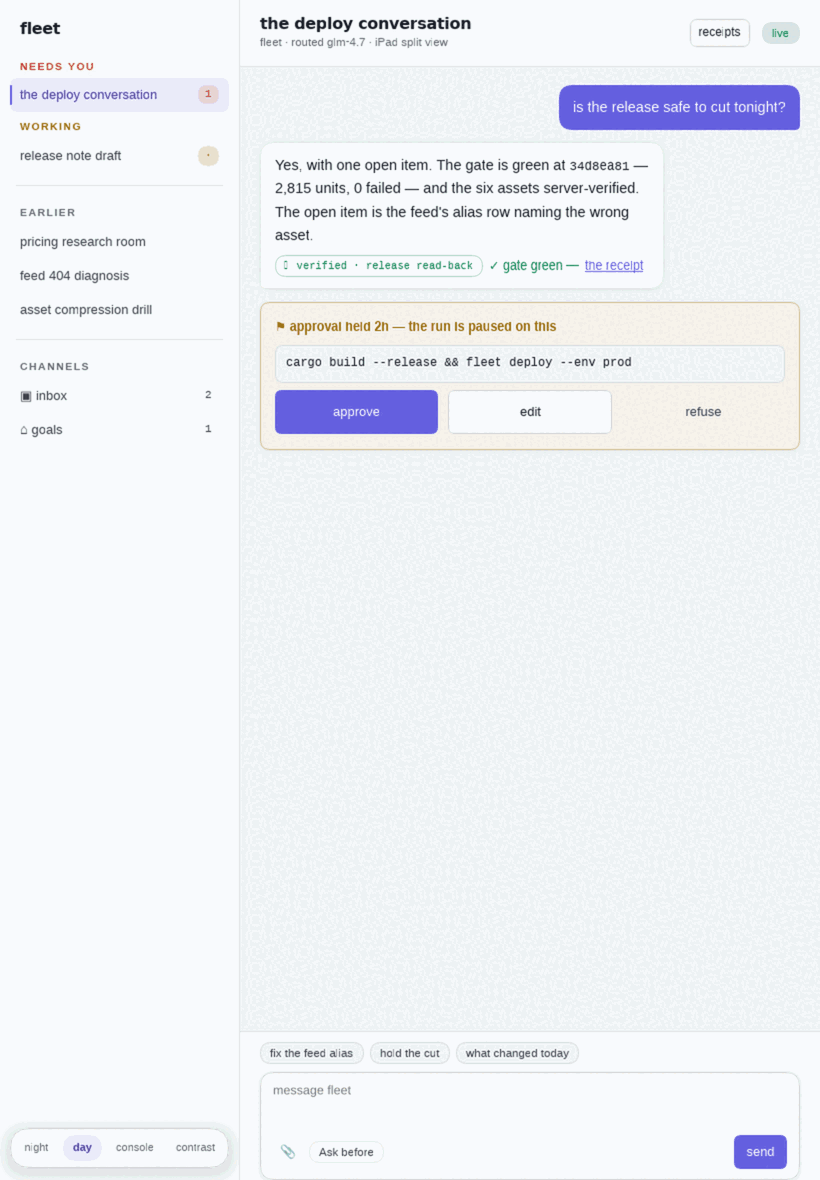 fleet
NEEDS YOU
the deploy conversation 1
WORKING
release note draft ·
EARLIER
pricing research room
feed 404 diagnosis
asset compression drill
CHANNELS
▣ inbox 2
⌂ goals 1
night day console contrast
the deploy conversation
fleet · routed glm-4.7 · iPad split view
receipts live
is the release safe to cut tonight?
Yes, with one open item. The gate is green at 34d8ea81 —
2,815 units, 0 failed — and the six assets server-verified.
The open item is the feed's alias row naming the wrong
asset.
verified · release read-back ✓ gate green — the receipt
⚑ approval held 2h — the run is paused on this
cargo build --release && fleet deploy --env prod
approve edit refuse
fix the feed alias hold the cut what changed today
message fleet
📎 Ask before send